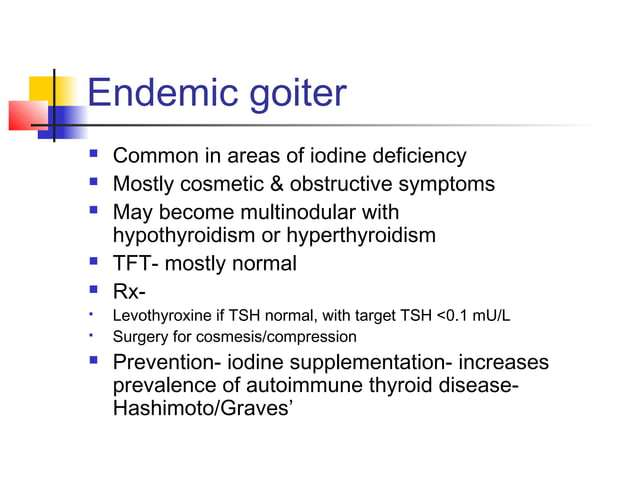 Endemic goiter
Common in areas of iodine deficiency
Mostly cosmetic & obstructive symptoms
May become multinodular with
hypothyroidism or hyperthyroidism
TFT- mostly normal
Rx-
Levothyroxine if TSH normal, with target TSH <0.1 mU/L
Surgery for cosmesis/compression
Prevention- iodine supplementation- increases
prevalence of autoimmune thyroid disease-
Hashimoto/Graves’